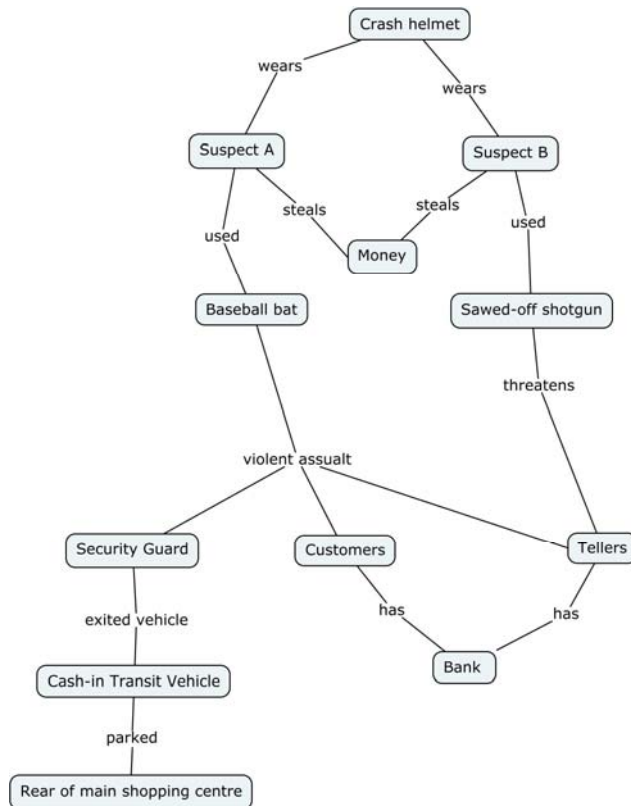 Crash helmet
wears
wears
Suspect A
Suspect B
steals
steals
used
used
Money
Baseball bat
Sawed-off shotgun
threatens
violent assualt
Security Guard
Customers
Tellers
has
has
exited vehicle
Bank
Cash-in Transit Vehicle
parked
Rear of main shopping centre